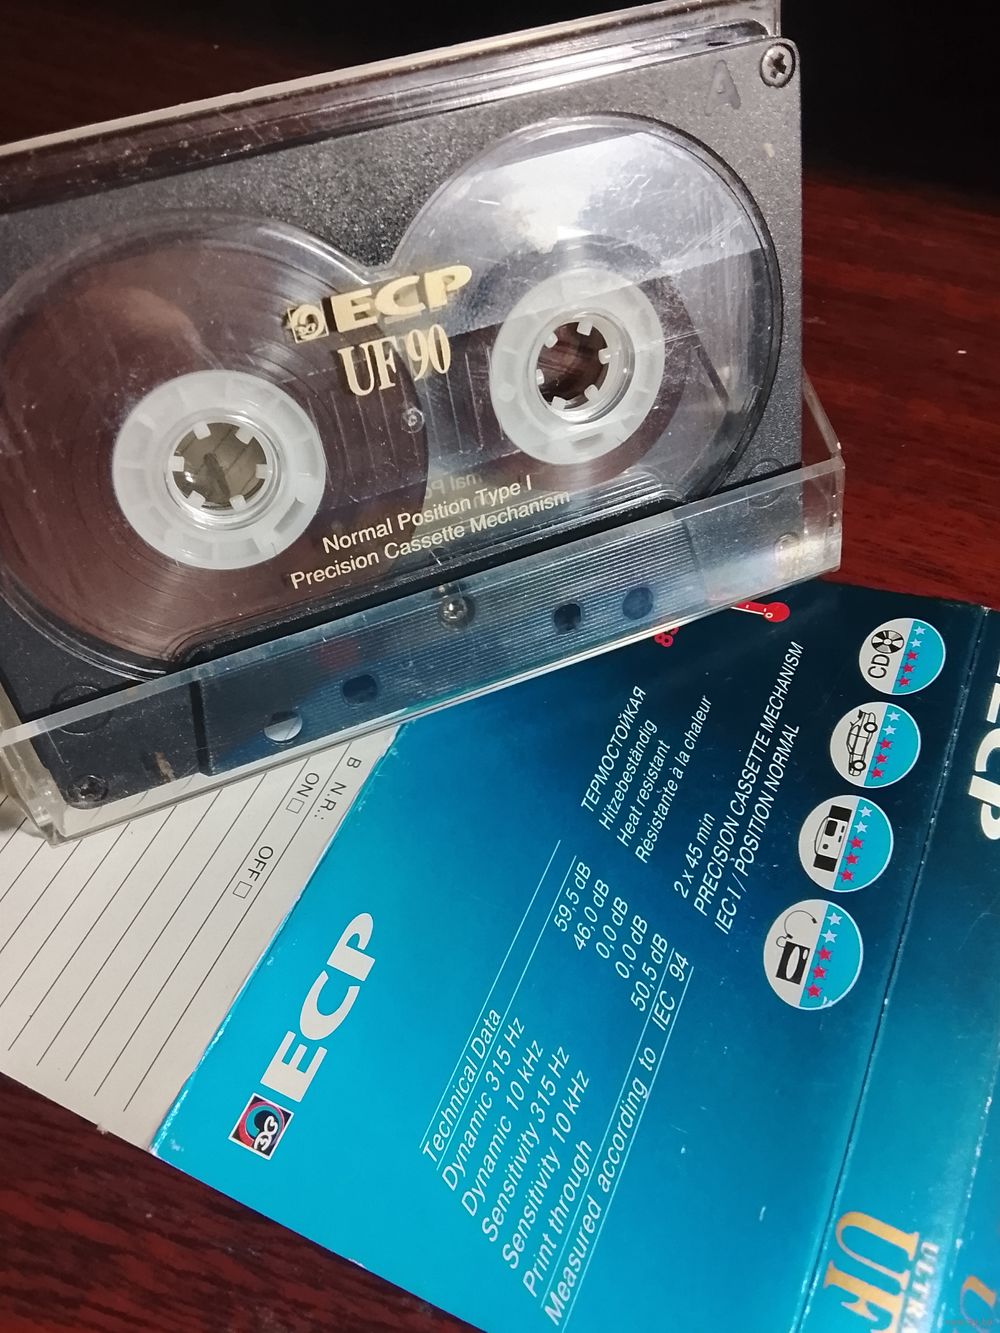 A
ECP
UF 90
Normal Position Type I
Precision Cassette Mechanism
B N.R.:
ON
OFF
ECP
Technical Data
Dynamic 315 Hz 59.5 dB
Dynamic 10 kHz 46.0 dB
Sensitivity 315 Hz 0.0 dB
Sensitivity 10 kHz 0.0 dB
Print through 50.5 dB
Measured according to IEC 94
ТЕРМОСТОЙКАЯ
Hitzebeständig
Heat resistant
Rèsistante à la chaleur
2 x 45 min
PRECISION CASSETTE MECHANISM
IEC I / POSITION NORMAL
CD
UF
ECP